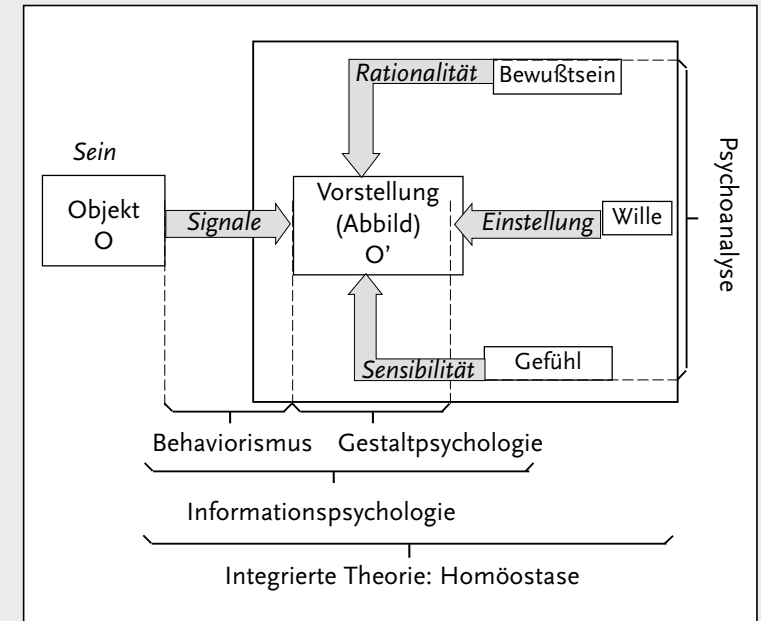 Rationalität
Bewußtsein
Sein
Objekt
O
Signale
Vorstellung
(Abbild)
O'
Einstellung
Wille
Psychoanalyse
Sensibilität
Gefühl
Behaviorismus
Gestaltpsychologie
Informationspsychologie
Integrierte Theorie: Homöostase